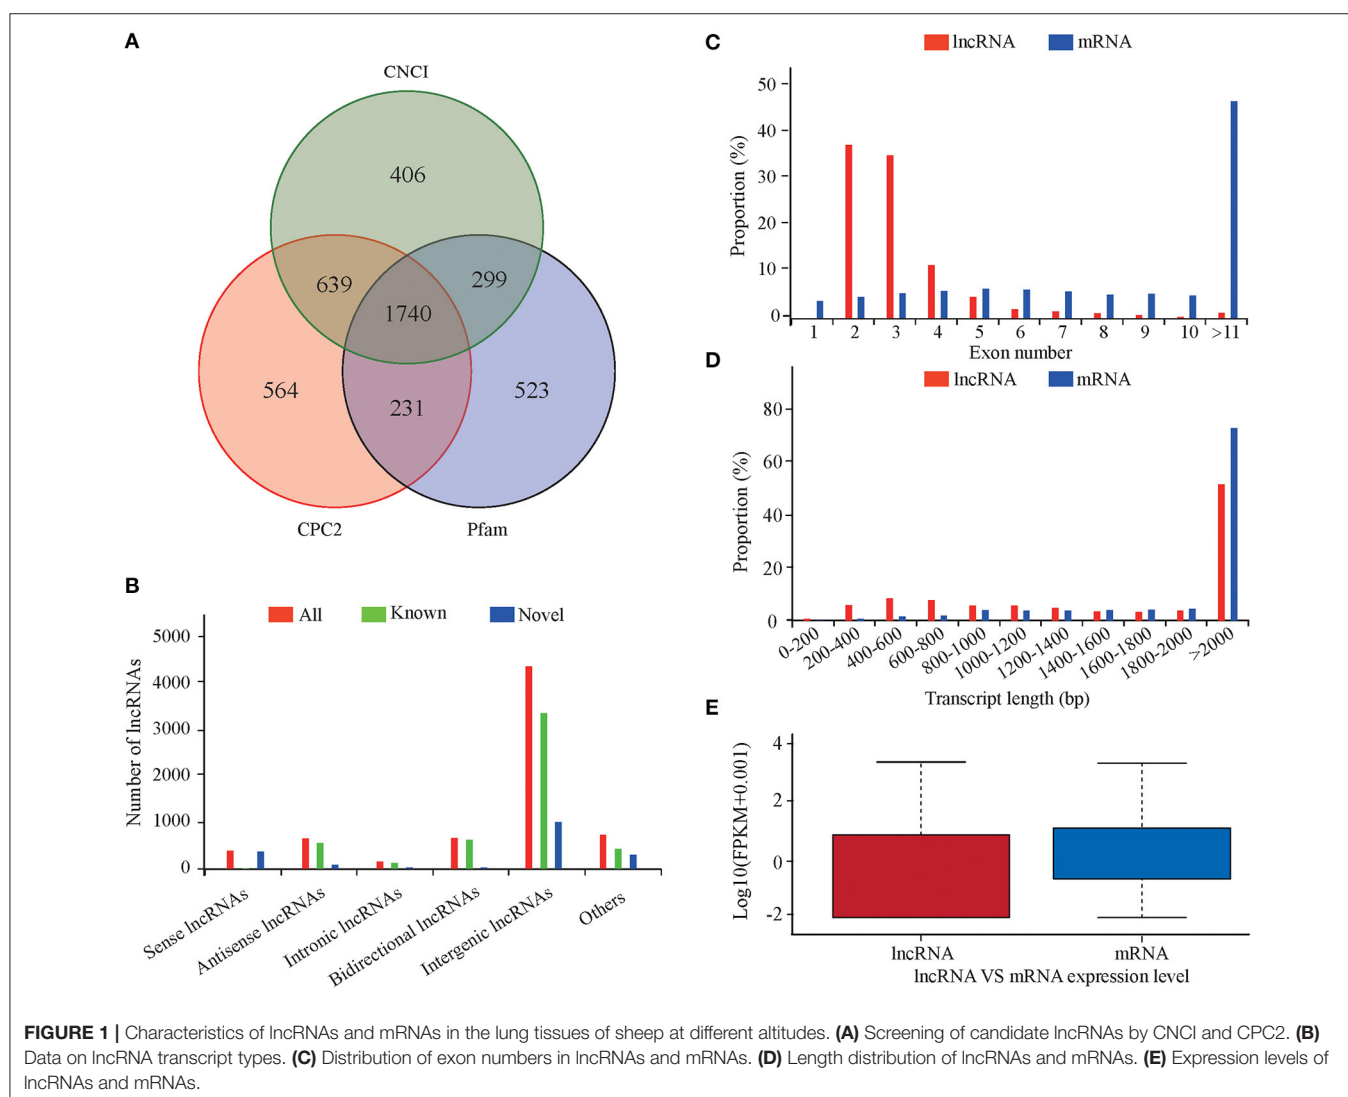 A
CNCI
406
639
299
1740
564
231
523
CPC2
Pfam
B
All
Known
Novel
Number of lncRNAs
5000
4000
3000
2000
1000
0
Sense lncRNAs
Antisense lncRNAs
Intronic lncRNAs
Bidirectional lncRNAs
Intergenic lncRNAs
Others
C
lncRNA
mRNA
Proportion (%)
50
40
30
20
10
0
1 2 3 4 5 6 7 8 9 10 >11
Exon number
D
lncRNA
mRNA
Proportion (%)
80
60
40
20
0
0-200
200-400
400-600
600-800
800-1000
1000-1200
1200-1400
1400-1600
1600-1800
1800-2000
>2000
Transcript length (bp)
E
Log10(FPKM+0.001)
4
2
0
-2
lncRNA
mRNA
lncRNA VS mRNA expression level
FIGURE 1 | Characteristics of lncRNAs and mRNAs in the lung tissues of sheep at different altitudes. (A) Screening of candidate lncRNAs by CNCI and CPC2. (B)
Data on lncRNA transcript types. (C) Distribution of exon numbers in lncRNAs and mRNAs. (D) Length distribution of lncRNAs and mRNAs. (E) Expression levels of
lncRNAs and mRNAs.